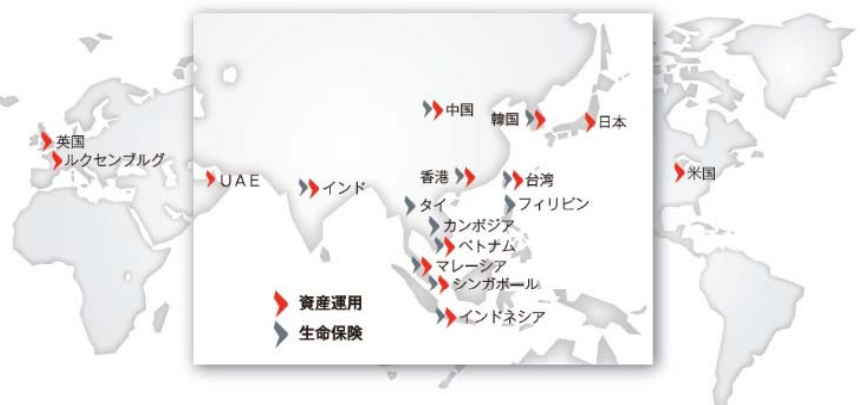 中国
韓国
日本
英国
ルクセンブルグ
UAE
インド
香港
台湾
米国
タイ
フィリピン
カンボジア
ベトナム
マレーシア
シンガポール
インドネシア
資産運用
生命保険